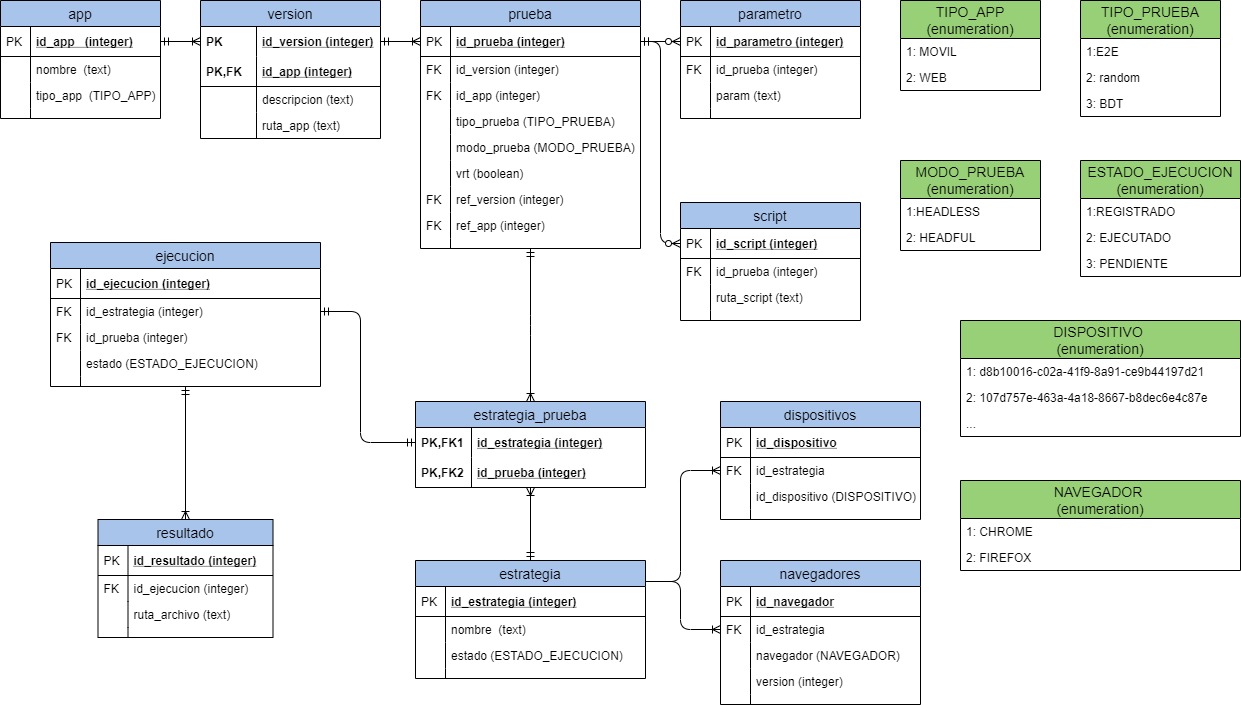 app
PK id_app (integer)
nombre (text)
tipo_app (TIPO_APP)
version
PK id_version (integer)
PK,FK id_app (integer)
descripcion (text)
ruta_app (text)
prueba
PK id_prueba (integer)
FK id_version (integer)
FK id_app (integer)
tipo_prueba (TIPO_PRUEBA)
modo_prueba (MODO_PRUEBA)
vrt (boolean)
FK ref_version (integer)
FK ref_app (integer)
parametro
PK id_parametro (integer)
FK id_prueba (integer)
param (text)
TIPO_APP
(enumeration)
1: MOVIL
2: WEB
TIPO_PRUEBA
(enumeration)
1:E2E
2: random
3: BDT
MODO_PRUEBA
(enumeration)
1:HEADLESS
2: HEADFUL
ESTADO_EJECUCION
(enumeration)
1:REGISTRADO
2: EJECUTADO
3: PENDIENTE
script
PK id_script (integer)
FK id_prueba (integer)
ruta_script (text)
ejecucion
PK id_ejecucion (integer)
FK id_estrategia (integer)
FK id_prueba (integer)
estado (ESTADO_EJECUCION)
DISPOSITIVO
(enumeration)
1: d8b10016-c02a-41f9-8a91-ce9b44197d21
2: 107d757e-463a-4a18-8667-b8dec6e4c87e
...
estrategia_prueba
PK,FK1 id_estrategia (integer)
PK,FK2 id_prueba (integer)
dispositivos
PK id_dispositivo
FK id_estrategia
id_dispositivo (DISPOSITIVO)
NAVEGADOR
(enumeration)
1: CHROME
2: FIREFOX
resultado
PK id_resultado (integer)
FK id_ejecucion (integer)
ruta_archivo (text)
estrategia
PK id_estrategia (integer)
nombre (text)
estado (ESTADO_EJECUCION)
navegadores
PK id_navegador
FK id_estrategia
navegador (NAVEGADOR)
version (integer)